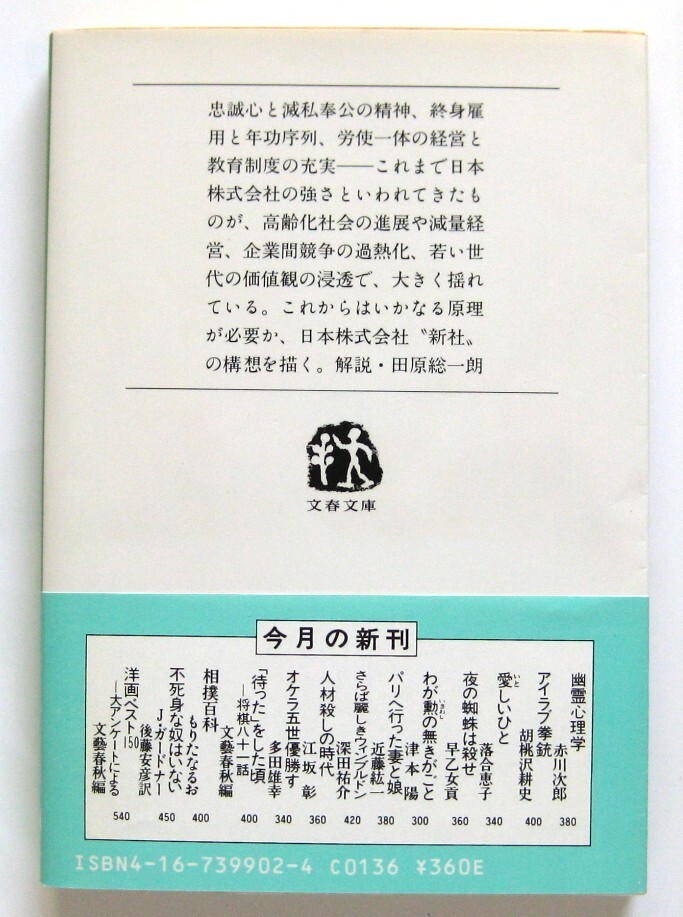 忠誠心と滅私奉公の精神、終身雇
用と年功序列、労使一体の経営と
教育制度の充実――これまで日本
株式会社の強さといわれてきたも
のが、高齢化社会の進展や減量経
営、企業間競争の過熱化、若い世
代の価値観の浸透で、大きく揺れ
ている。これからはいかなる原理
が必要か、日本株式会社〝新社〟
の構想を描く。解説・田原総一朗
文春文庫
今月の新刊
幽霊心理学
赤川次郎
380
アイラブ拳銃
胡桃沢耕史
400
愛しいひと
いと
落合恵子
340
夜の蜘蛛は殺せ
早乙女貢
360
わが勲の無きがごと
いさおし
津本陽
300
パリへ行った妻と娘
近藤紘一
380
さらば麗しきウィンブルドン
深田祐介
420
人材殺しの時代
江坂彰
360
オケラ五世優勝す
多田雄幸
340
「待った」をした頃
―将棋八十一話
文藝春秋編
400
相撲百科
もりたなるお
400
不死身な奴はいない
J・ガードナー
後藤安彦訳
450
洋画ベスト150
―大アンケートによる
文藝春秋編
540
ISBN4-16-739902-4 C0136 ¥360E